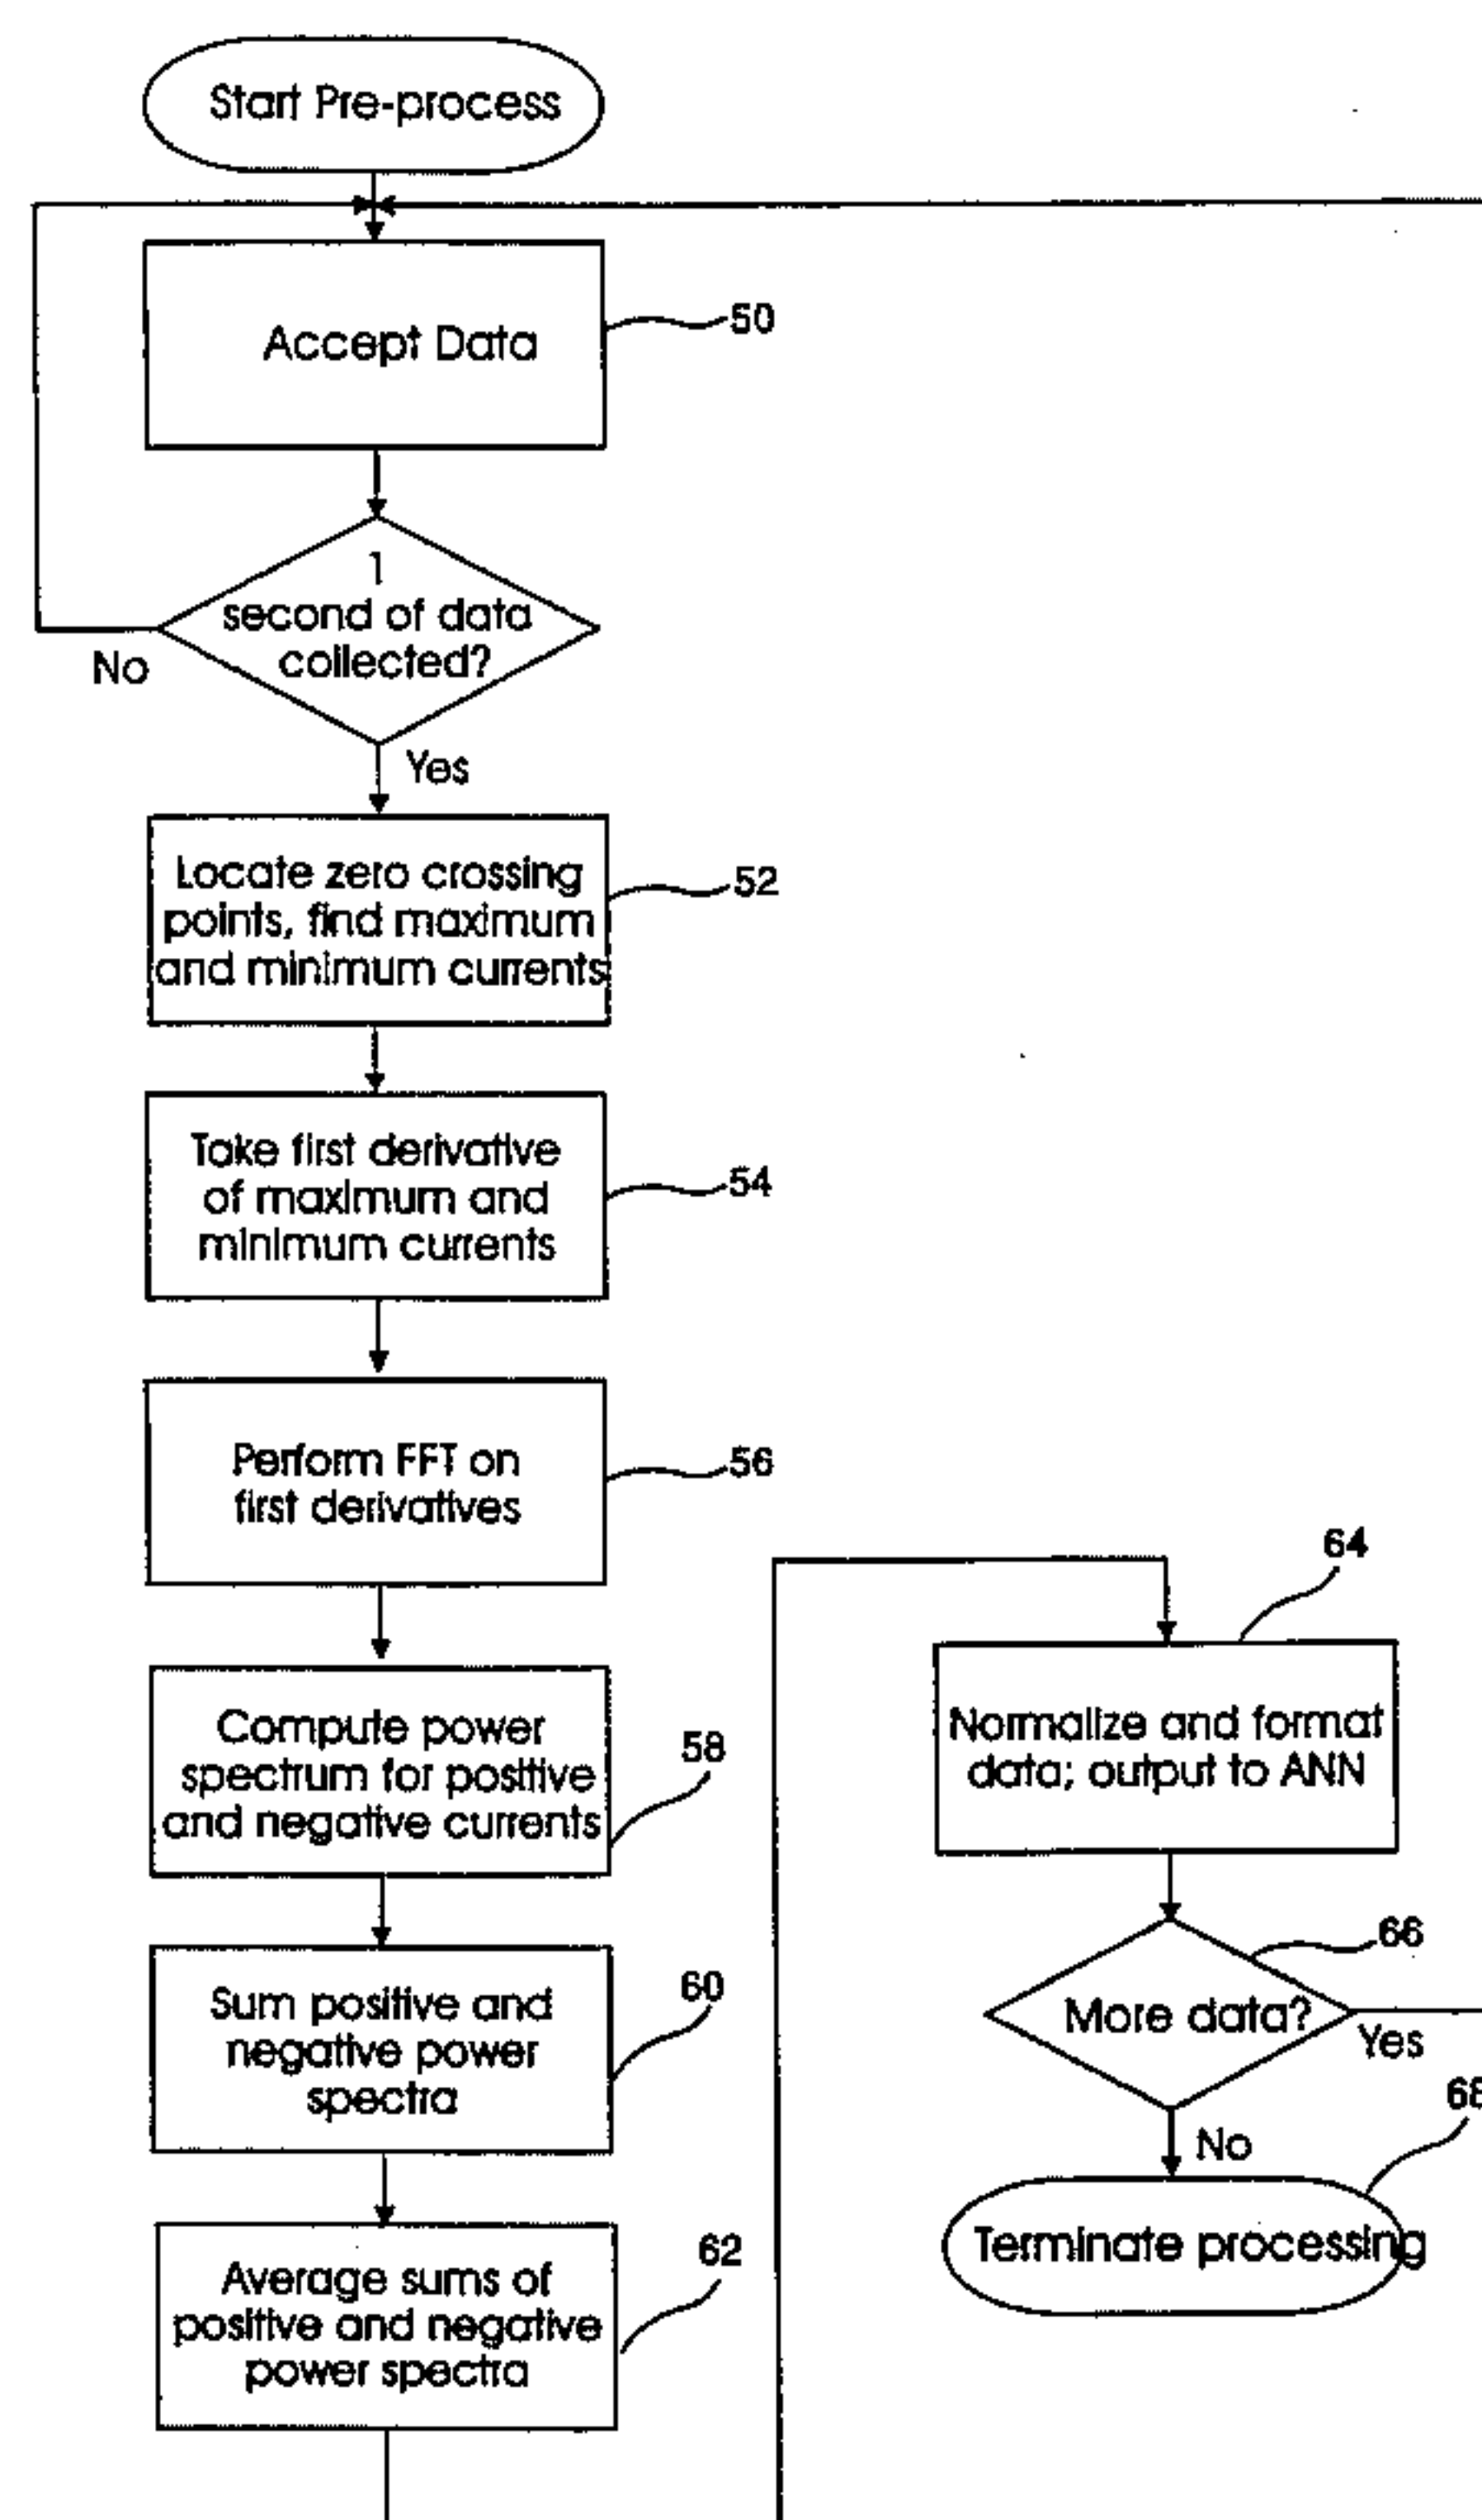 Start Pre-process
Accept Data
50
1
second of data
collected?
No
Yes
Locate zero crossing
points, find maximum
and minimum currents
52
Take first derivative
of maximum and
minimum currents
54
Perform FFT on
first derivatives
56
Compute power
spectrum for positive
and negative currents
58
Sum positive and
negative power
spectra
60
Average sums of
positive and negative
power spectra
62
64
Normalize and format
data; output to ANN
66
More data?
Yes
68
No
Terminate processing